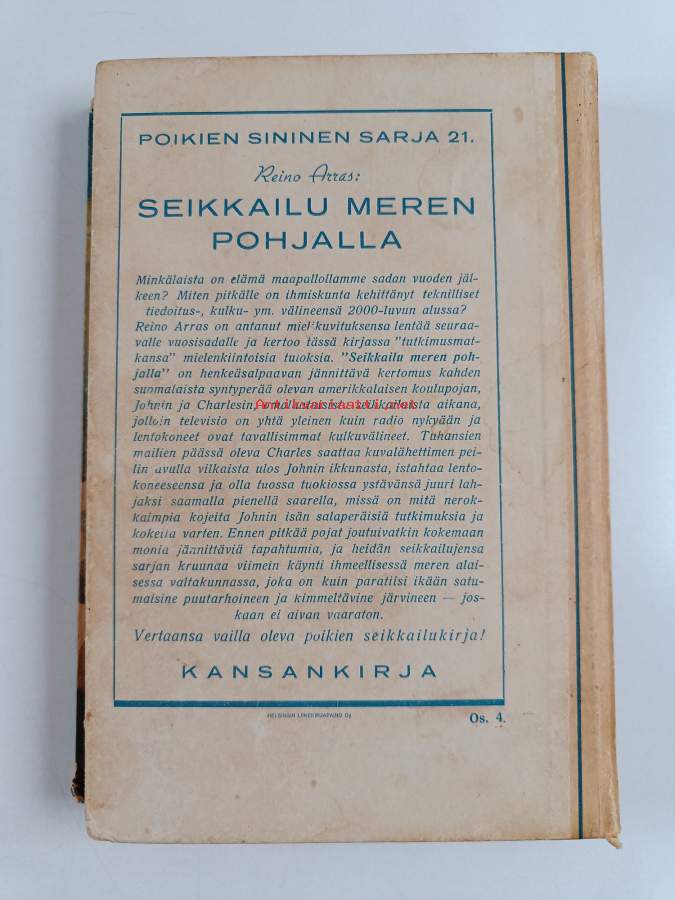 POIKIEN SININEN SARJA 21.
Reino Arras:
SEIKKAILU MEREN
POHJALLA
Minkälaista on elämä maapallollamme sadan vuoden jäl-
keen? Miten pitkälle on ihmiskunta kehittänyt teknilliset
tiedoitus-, kulku- ym. välineensä 2000-luvun alussa?
Reino Arras on antanut mielikuvituksensa lentää seuraa-
valle vuosisadalle ja kertoo tässä kirjassa "tutkimusmat-
kansa" mielenkiintoisia tuloksia. "Seikkailu meren poh-
jalla" on henkeäsalpaavan jännittävä kertomus kahden
suomalaista syntyperää olevan amerikkalaisen koulupojan,
Johnin ja Charlesin, seikkailuista aikana,
jolloin televisio on yhtä yleinen kuin radio nykyään ja
lentokoneet ovat tavallisimmat kulkuvälineet. Tuhansien
mailien päässä oleva Charles saattaa kuvalähettimen pei-
lin avulla vilkaista ulos Johnin ikkunasta, istahtaa lento-
koneeseensa ja olla tuossa tuokiossa ystävänsä juuri lah-
jaksi saamalla pienellä saarella, missä on mitä nerok-
kaimpia kojeita Johnin isän salaperäisiä tutkimuksia ja
kokeita varten. Ennen pitkää pojat joutuivatkin kokemaan
monia jännittäviä tapahtumia, ja heidän seikkailujensa
sarjan kruunaa viimein käynti ihmeellisessä meren alai-
sessa valtakunnassa, joka on kuin paratiisi ikään satu-
maisine puutarhoineen ja kimmeltävine järvineen — jos-
kaan ei aivan vaaraton.
Vertaansa vailla oleva poikien seikkailukirja!
KANSANKIRJA
HELSINGIN LIIKEKIRJAPAINO Oy
Os. 4.